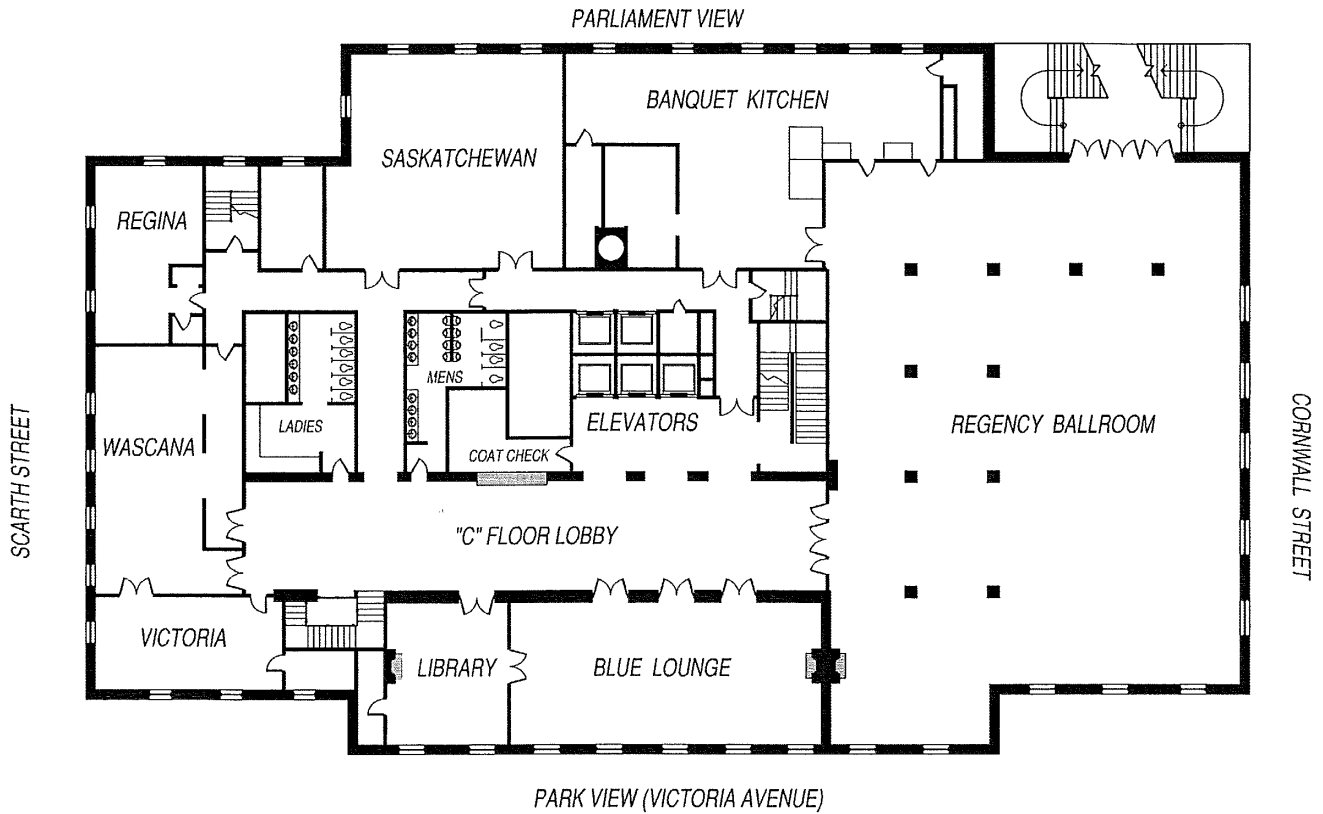 PARLIAMENT VIEW
BANQUET KITCHEN
SASKATCHEWAN
REGINA
MENS
LADIES
ELEVATORS
REGENCY BALLROOM
WASCANA
COAT CHECK
SCARTH STREET
CORNWALL STREET
"C" FLOOR LOBBY
VICTORIA
LIBRARY
BLUE LOUNGE
PARK VIEW (VICTORIA AVENUE)